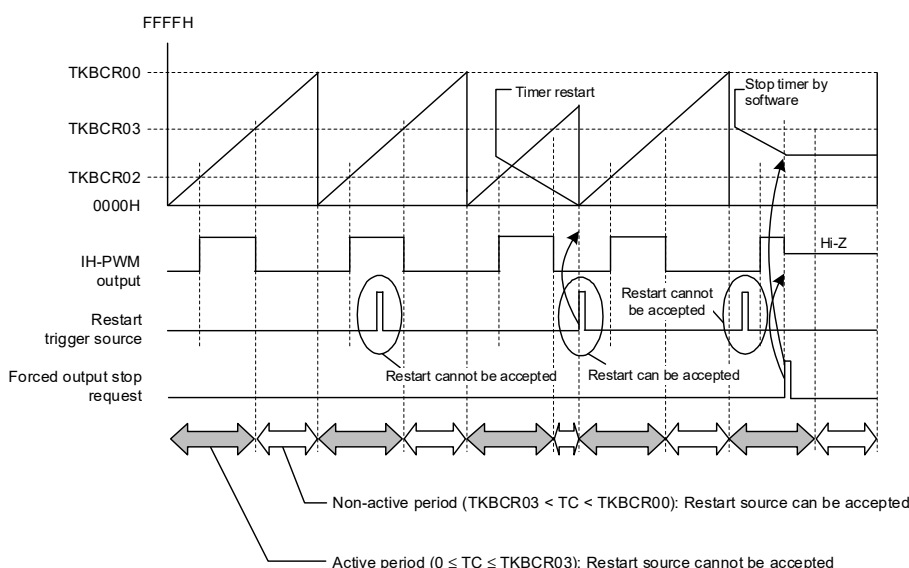 FFFFH
TKBCR00
Timer restart
Stop timer by
software
TKBCR03
TKBCR02
0000H
IH-PWM
output
Hi-Z
Restart cannot
be accepted
Restart
trigger source
Restart cannot be accepted
Restart can be accepted
Forced output stop
request
Non-active period (TKBCR03 < TC < TKBCR00): Restart source can be accepted
Active period (0 ≤ TC ≤ TKBCR03): Restart source cannot be accepted